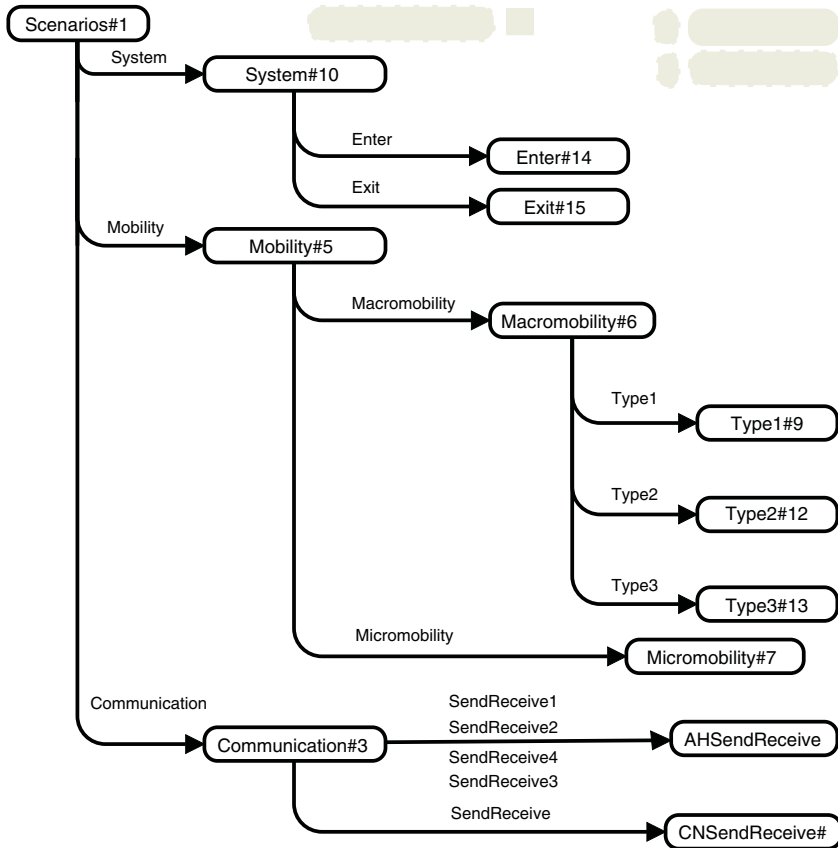 Scenarios#1
System
System#10
Enter
Enter#14
Exit
Exit#15
Mobility
Mobility#5
Macromobility
Macromobility#6
Type1
Type1#9
Type2
Type2#12
Type3
Type3#13
Micromobility
Micromobility#7
Communication
Communication#3
SendReceive1
SendReceive2
SendReceive4
SendReceive3
AHSendReceive
SendReceive
CNSendReceive#